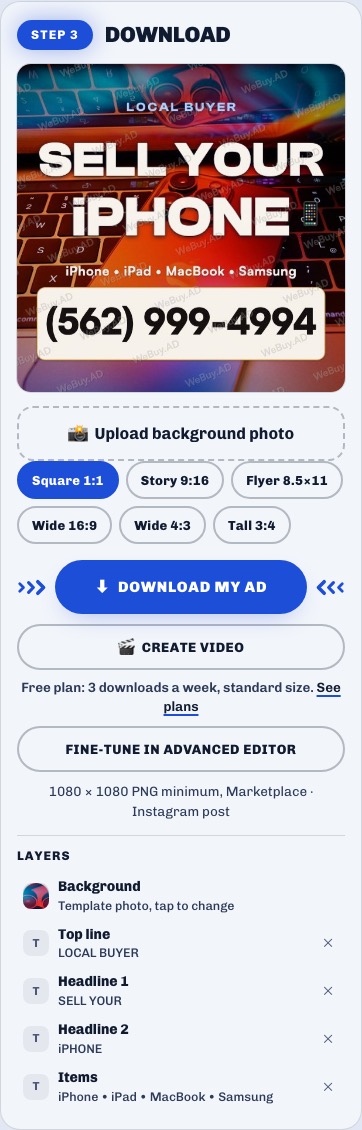 STEP 3
DOWNLOAD
LOCAL BUYER
SELL YOUR
iPHONE
iPhone • iPad • MacBook • Samsung
(562) 999-4994
WeBuy.AD
Upload background photo
Square 1:1
Story 9:16
Flyer 8.5×11
Wide 16:9
Wide 4:3
Tall 3:4
DOWNLOAD MY AD
CREATE VIDEO
Free plan: 3 downloads a week, standard size. See
plans
FINE-TUNE IN ADVANCED EDITOR
1080 × 1080 PNG minimum, Marketplace ·
Instagram post
LAYERS
Background
Template photo, tap to change
T
Top line
LOCAL BUYER
T
Headline 1
SELL YOUR
T
Headline 2
iPHONE
T
Items
iPhone • iPad • MacBook • Samsung